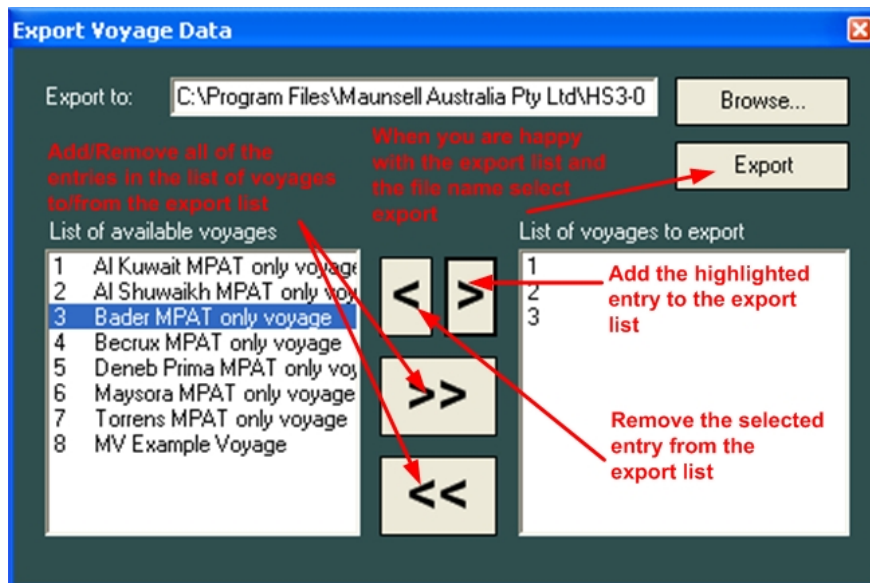 Export Voyage Data
Export to:
C:\Program Files\Maunsell Australia Pty Ltd\HS3-0
Browse...
Export
Add/Remove all of the
entries in the list of voyages
to/from the export list
When you are happy
with the export list and
the file name select
export
List of available voyages
1 Al Kuwait MPAT only voyage
2 Al Shuwaikh MPAT only voy
3 Bader MPAT only voyage
4 Becrux MPAT only voyage
5 Deneb Prima MPAT only voy
6 Maysora MPAT only voyage
7 Torrens MPAT only voyage
8 MV Example Voyage
<
>
>>
<<
List of voyages to export
1
2
3
Add the highlighted
entry to the export
list
Remove the selected
entry from the
export list